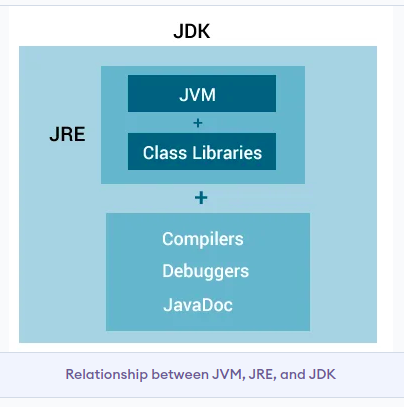 JDK
JRE
JVM
+
Class Libraries
+
Compilers
Debuggers
JavaDoc
Relationship between JVM, JRE, and JDK